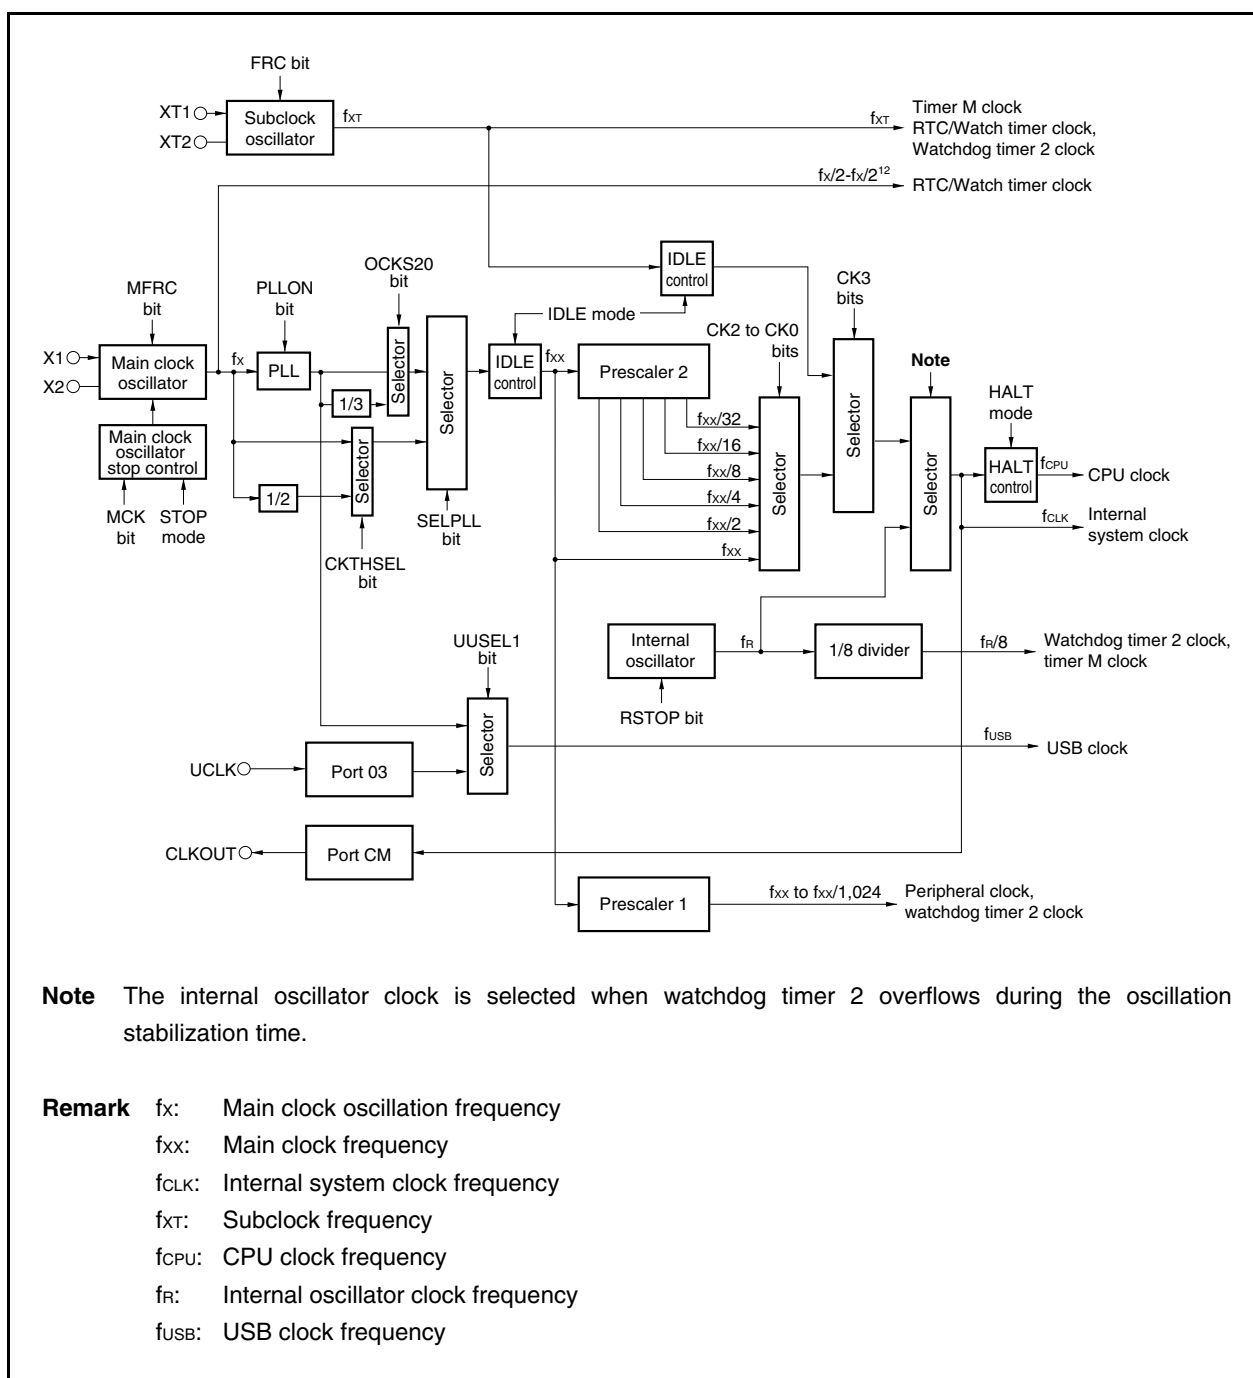 FRC bit
XT1
XT2
Subclock
oscillator
fXT
fXT
Timer M clock
RTC/Watch timer clock,
Watchdog timer 2 clock
fX/2-fX/2¹²
RTC/Watch timer clock
MFRC
bit
PLLON
bit
OCKS20
bit
IDLE mode
IDLE
control
CK3
bits
CK2 to CK0
bits
Note
HALT
mode
X1
X2
Main clock
oscillator
fX
PLL
1/3
Selector
Selector
IDLE
control
fXX
Prescaler 2
Selector
Selector
HALT
control
fCPU
CPU clock
Main clock
oscillator
stop control
MCK
bit
STOP
mode
1/2
Selector
CKTHSEL
bit
SELPLL
bit
fXX/32
fXX/16
fXX/8
fXX/4
fXX/2
fXX
Selector
fCLK
Internal
system clock
Internal
oscillator
RSTOP bit
fR
1/8 divider
fR/8
Watchdog timer 2 clock,
timer M clock
UUSEL1
bit
Selector
fUSB
USB clock
UCLK
Port 03
CLKOUT
Port CM
Prescaler 1
fXX to fXX/1,024
Peripheral clock,
watchdog timer 2 clock
Note The internal oscillator clock is selected when watchdog timer 2 overflows during the oscillation
stabilization time.
Remark fX: Main clock oscillation frequency
fXX: Main clock frequency
fCLK: Internal system clock frequency
fXT: Subclock frequency
fCPU: CPU clock frequency
fR: Internal oscillator clock frequency
fUSB: USB clock frequency